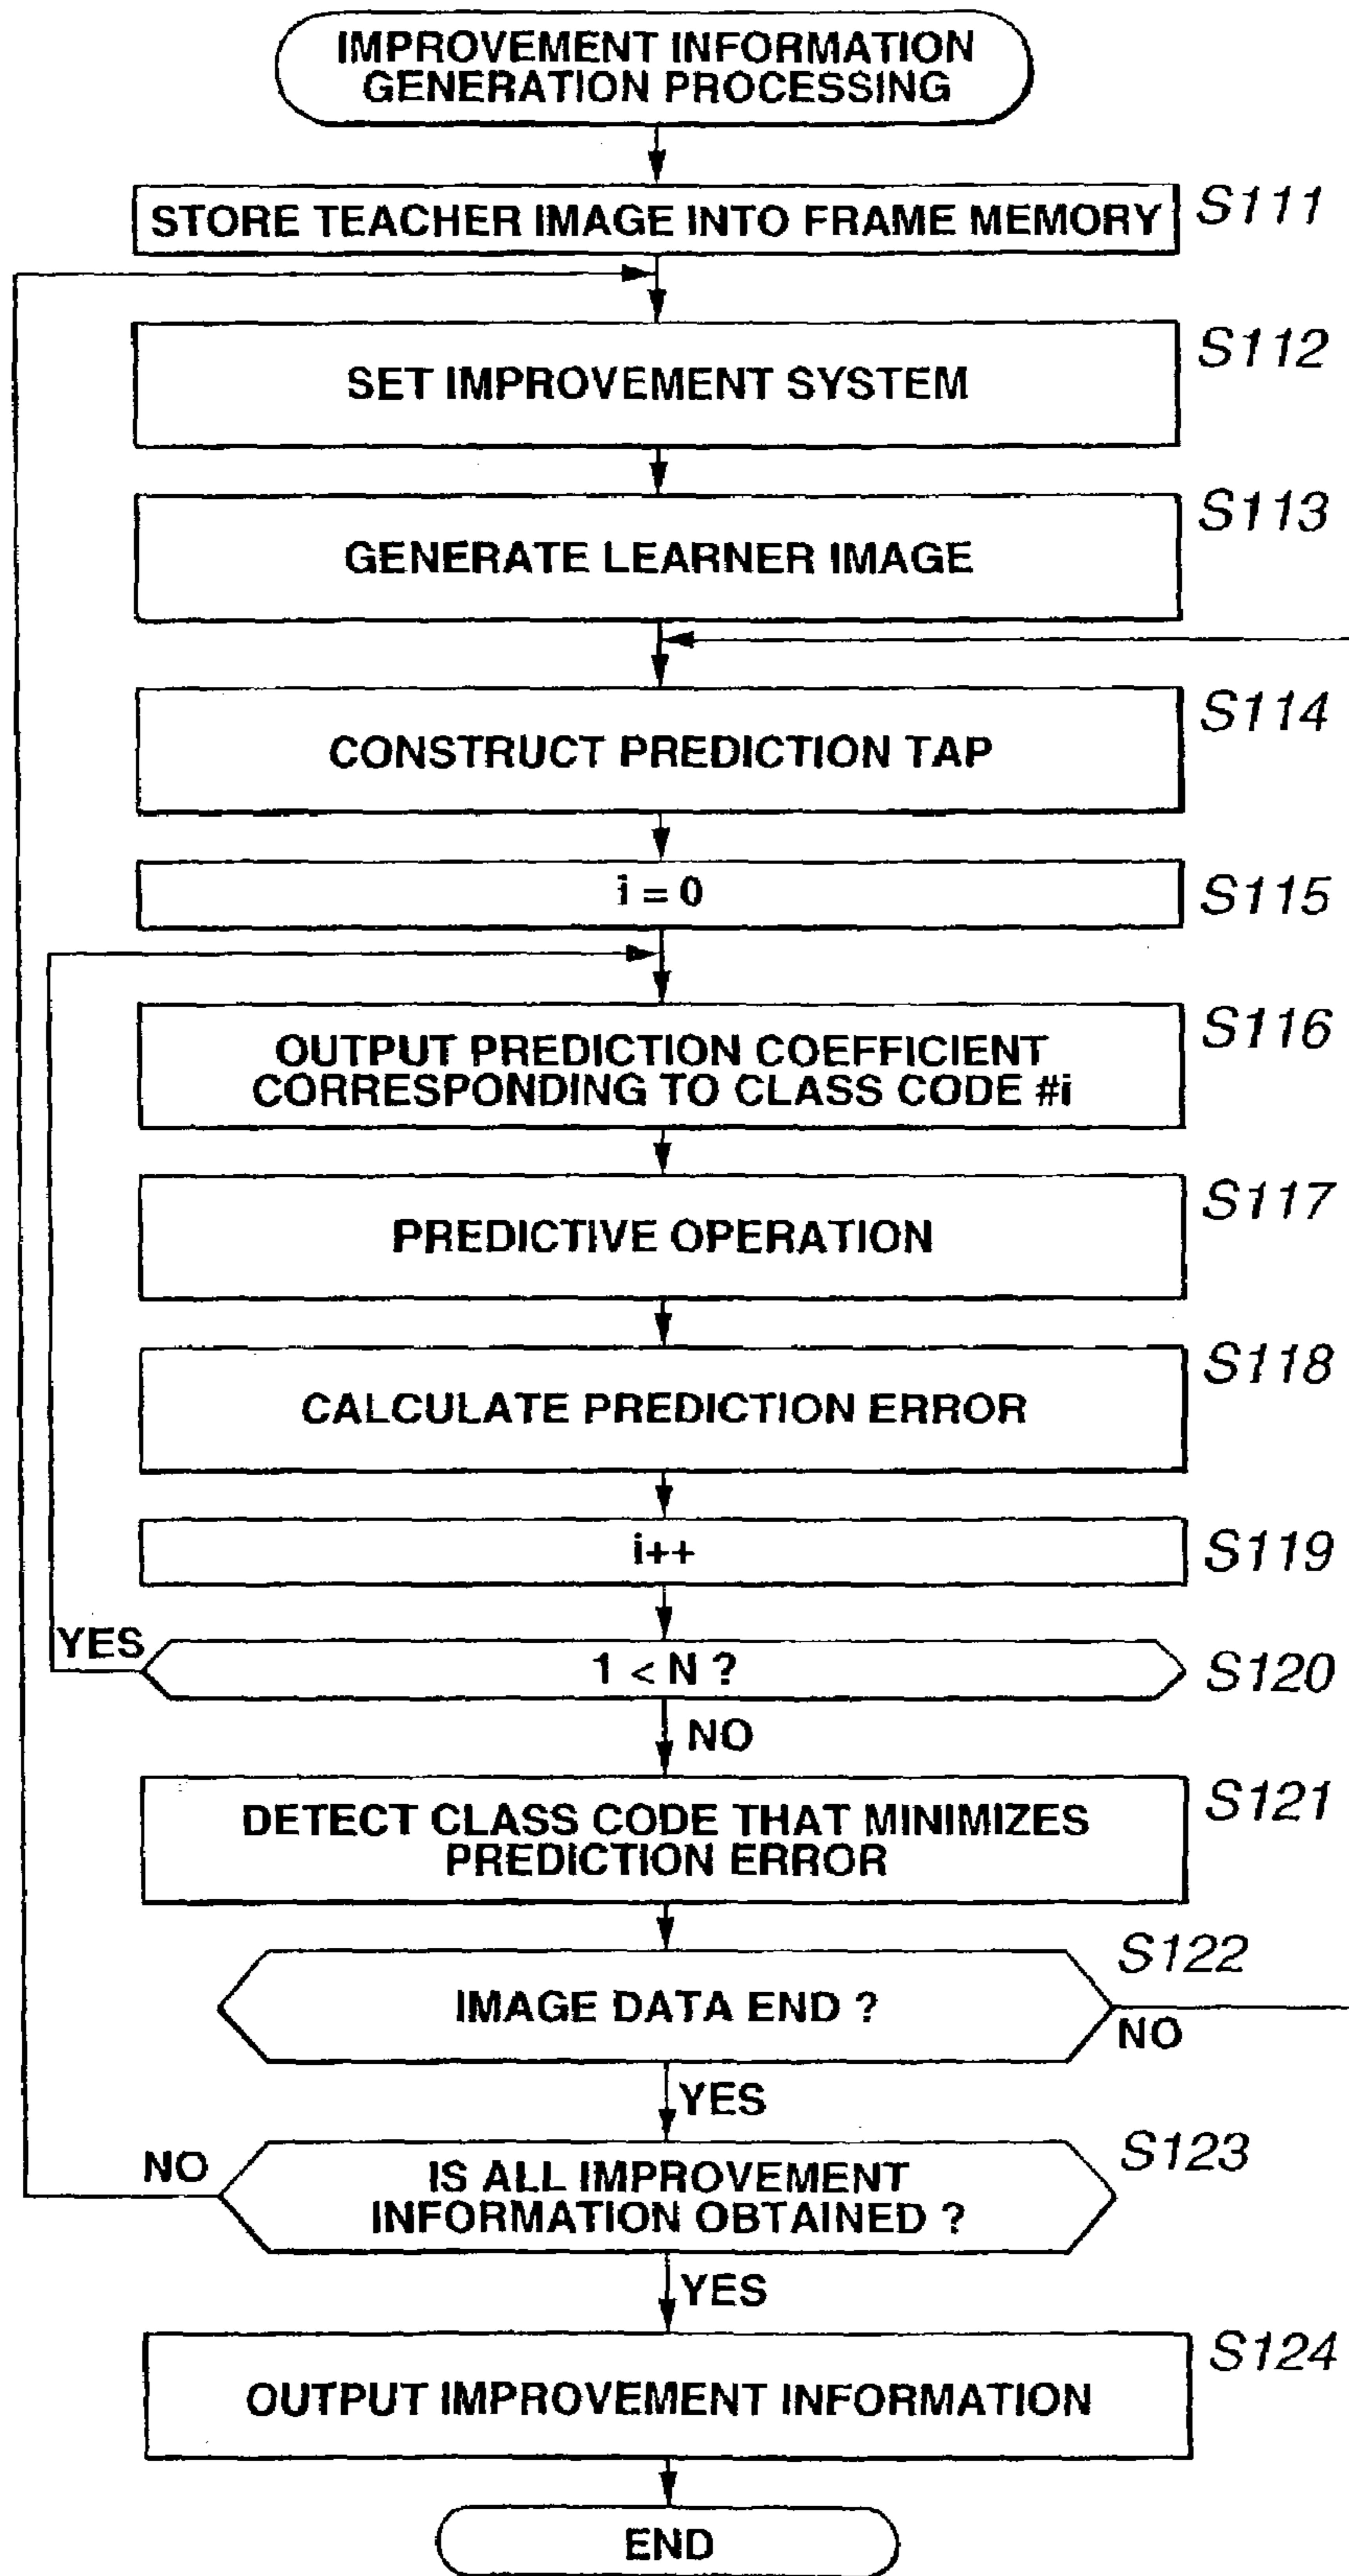 IMPROVEMENT INFORMATION
GENERATION PROCESSING
STORE TEACHER IMAGE INTO FRAME MEMORY
S111
SET IMPROVEMENT SYSTEM
S112
GENERATE LEARNER IMAGE
S113
CONSTRUCT PREDICTION TAP
S114
i = 0
S115
OUTPUT PREDICTION COEFFICIENT
CORRESPONDING TO CLASS CODE #i
S116
PREDICTIVE OPERATION
S117
CALCULATE PREDICTION ERROR
S118
i++
S119
YES
1 < N ?
S120
NO
DETECT CLASS CODE THAT MINIMIZES
PREDICTION ERROR
S121
IMAGE DATA END ?
S122
NO
YES
NO
IS ALL IMPROVEMENT
INFORMATION OBTAINED ?
S123
YES
OUTPUT IMPROVEMENT INFORMATION
S124
END